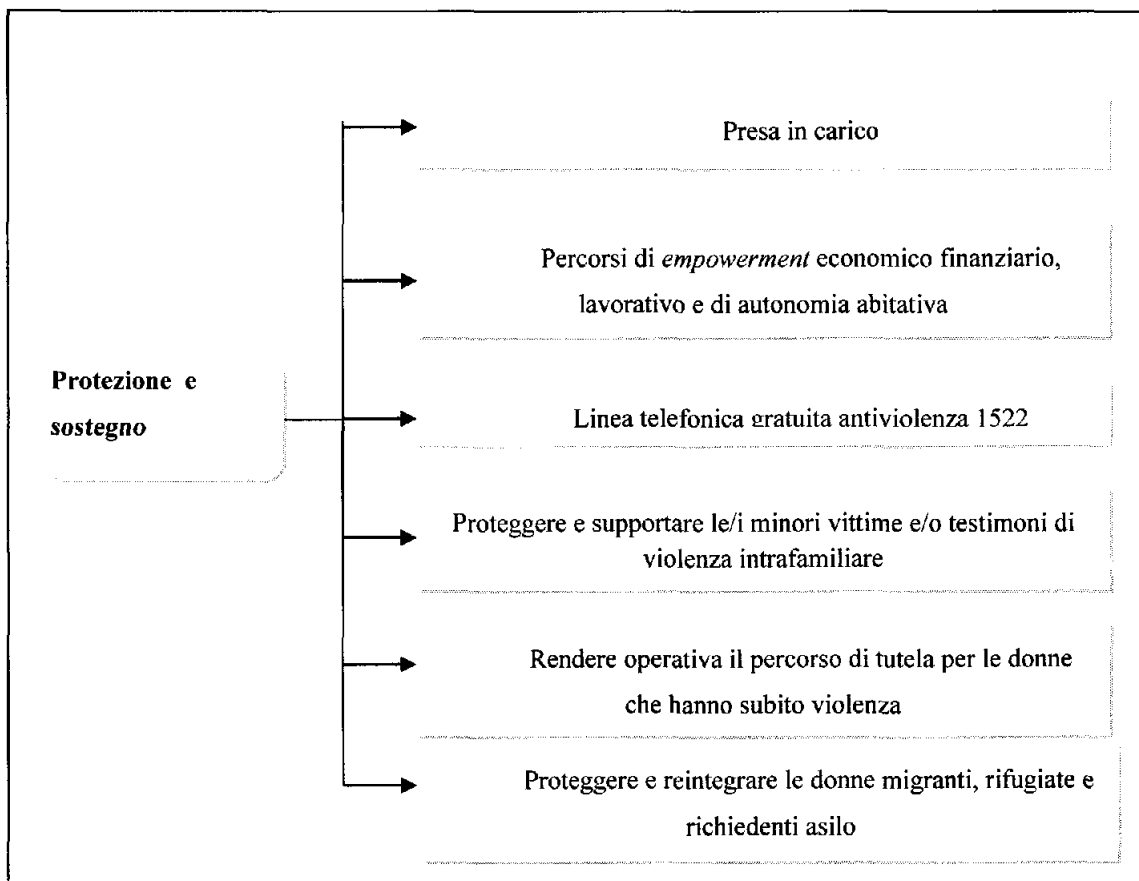 Presa in carico
Percorsi di empowerment economico finanziario,
lavorativo e di autonomia abitativa
Protezione e
sostegno
Linea telefonica gratuita antiviolenza 1522
Proteggere e supportare le/i minori vittime e/o testimoni di
violenza intrafamiliare
Rendere operativa il percorso di tutela per le donne
che hanno subito violenza
Proteggere e reintegrare le donne migranti, rifugiate e
richiedenti asilo